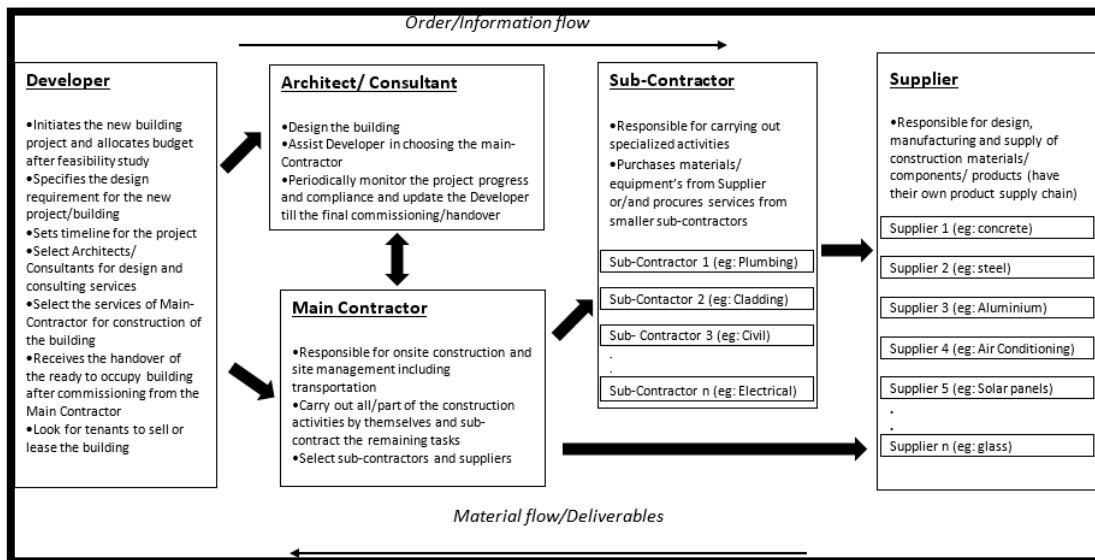 Order/Information flow
Developer
•Initiates the new building
project and allocates budget
after feasibility study
•Specifies the design
requirement for the new
project/building
•Sets timeline for the project
•Select Architects/
Consultants for design and
consulting services
•Select the services of Main-
Contractor for construction of
the building
•Receives the handover of
the ready to occupy building
after commissioning from the
Main Contractor
•Look for tenants to sell or
lease the building
Architect/ Consultant
•Design the building
•Assist Developer in choosing the main-
Contractor
•Periodically monitor the project progress
and compliance and update the Developer
till the final commissioning/handover
Main Contractor
•Responsible for onsite construction and
site management including
transportation
•Carry out all/part of the construction
activities by themselves and sub-
contract the remaining tasks
•Select sub-contractors and suppliers
Sub-Contractor
•Responsible for carrying out
specialized activities
•Purchases materials/
equipment's from Supplier
or/and procures services from
smaller sub-contractors
Sub-Contractor 1 (eg: Plumbing)
Sub-Contactor 2 (eg: Cladding)
Sub- Contractor 3 (eg: Civil)
.
.
Sub-Contractor n (eg: Electrical)
Supplier
•Responsible for design,
manufacturing and supply of
construction materials/
components/ products (have
their own product supply chain)
Supplier 1 (eg: concrete)
Supplier 2 (eg: steel)
Supplier 3 (eg: Aluminium)
Supplier 4 (eg: Air Conditioning)
Supplier 5 (eg: Solar panels)
.
.
Supplier n (eg: glass)
Material flow/Deliverables